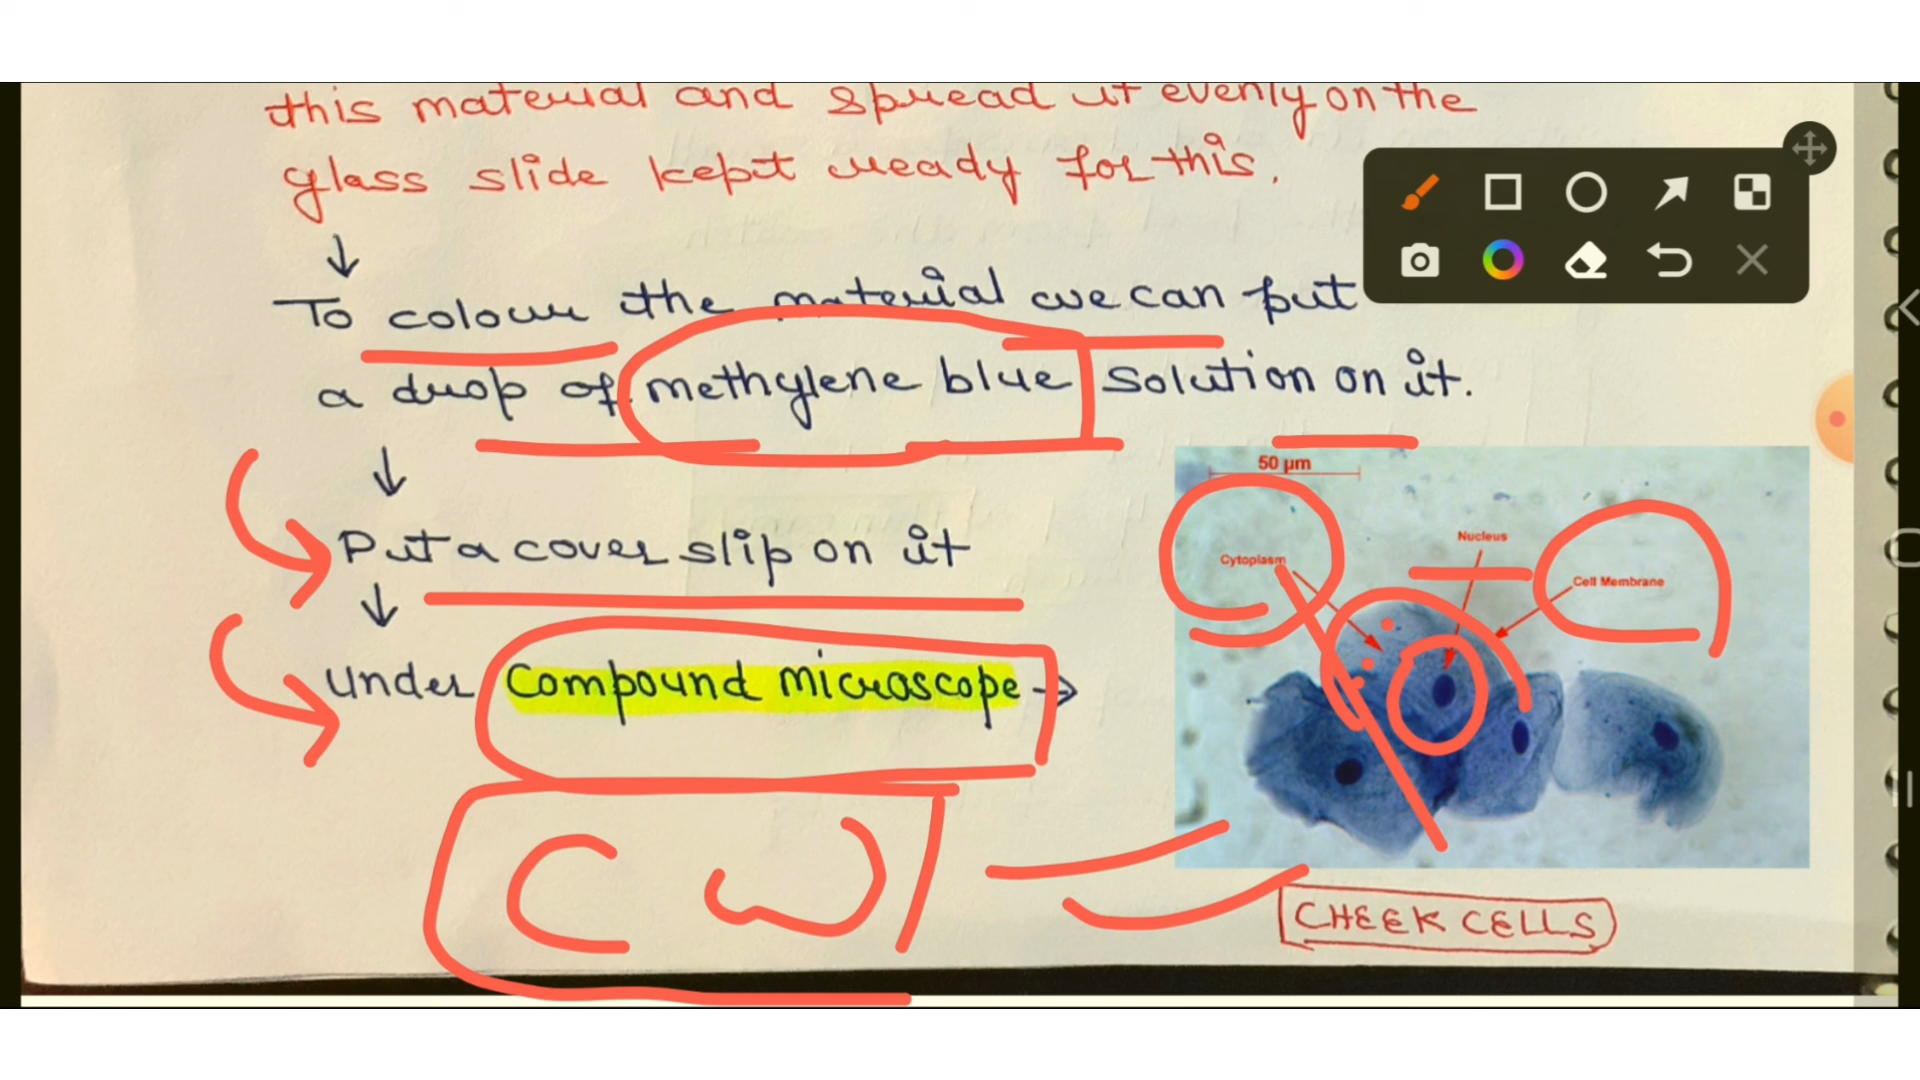 this material and spread it evenly on the
glass slide kept ready for this.
↓
To colour the material we can put
a drop of methylene blue solution on it.
↓
Put a cover slip on it
↓
Under Compound microscope →
50 µm
Nucleus
Cytoplasm
Cell Membrane
CHEEK CELLS